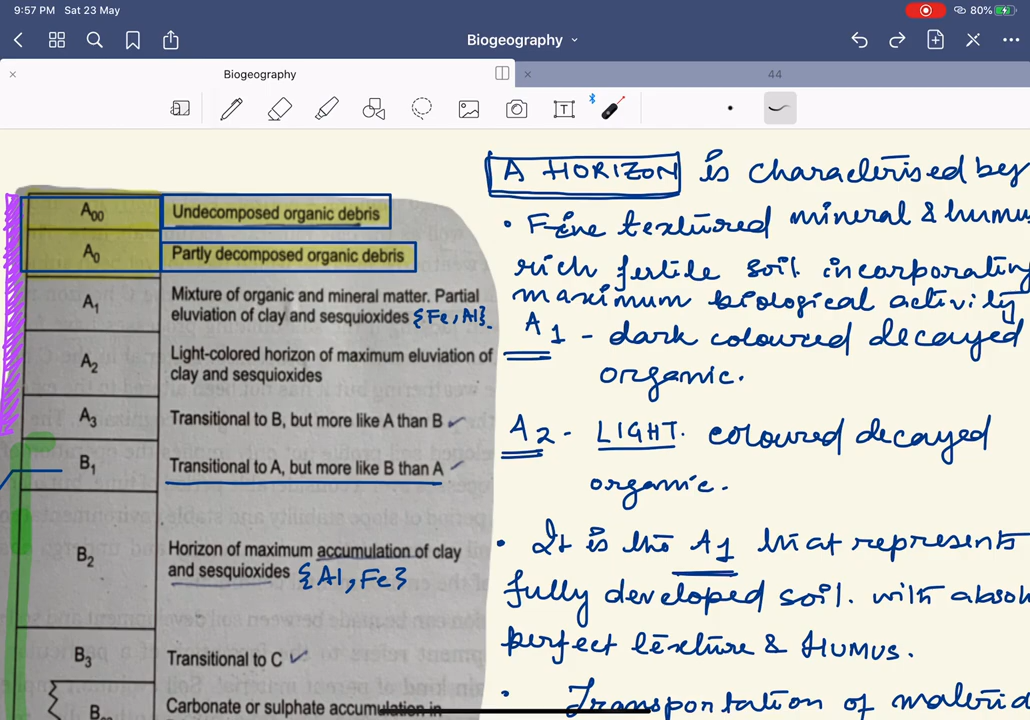 9:57 PM Sat 23 May
80%
Biogeography
Biogeography
44
T
A00
Undecomposed organic debris
A0
Partly decomposed organic debris
A1
Mixture of organic and mineral matter. Partial
eluviation of clay and sesquioxides {Fe, Al}.
A2
Light-colored horizon of maximum eluviation of
clay and sesquioxides
A3
Transitional to B, but more like A than B
B1
Transitional to A, but more like B than A
B2
Horizon of maximum accumulation of clay
and sesquioxides {Al, Fe}
B3
Transitional to C
Carbonate or sulphate accumulation in
A HORIZON is characterised by
• Fine textured mineral & humu
rich fertile soil incorporating
maximum biological activity
A1 - dark coloured decayed
organic.
A2 - LIGHT. coloured decayed
organic.
• It is the A1 that represents
fully developed soil. with absol
perfect texture & HUMUS.
• Transportation of materia